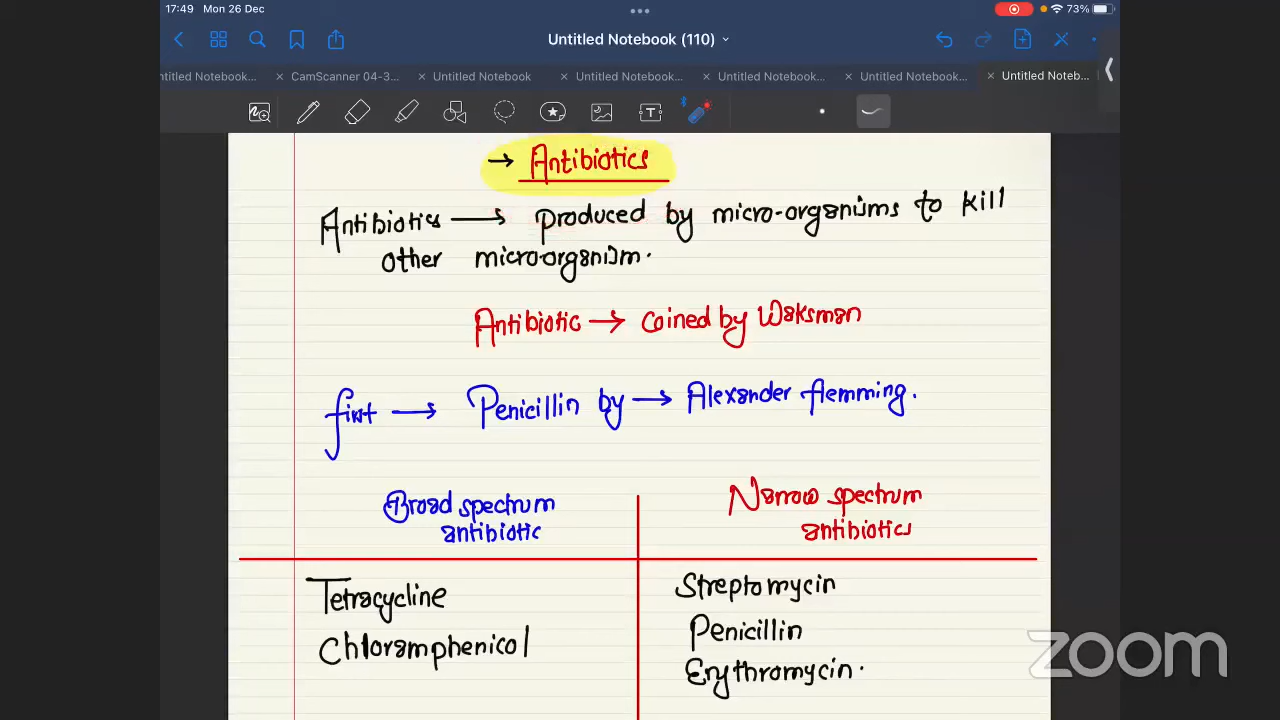 17:49 Mon 26 Dec
73%
Untitled Notebook (110)
ntitled Notebook...
CamScanner 04-3...
Untitled Notebook
Untitled Notebook...
Untitled Notebook...
Untitled Notebook...
Untitled Noteb...
→ Antibiotics
Antibiotics → produced by micro-organisms to kill
other microorganism.
Antibiotic → coined by Waksman
first → Penicillin by → Alexander flemming.
Broad spectrum
antibiotic
Narrow spectrum
antibiotics
Tetracycline
Chloramphenicol
Streptomycin
Penicillin
Erythromycin.
zoom